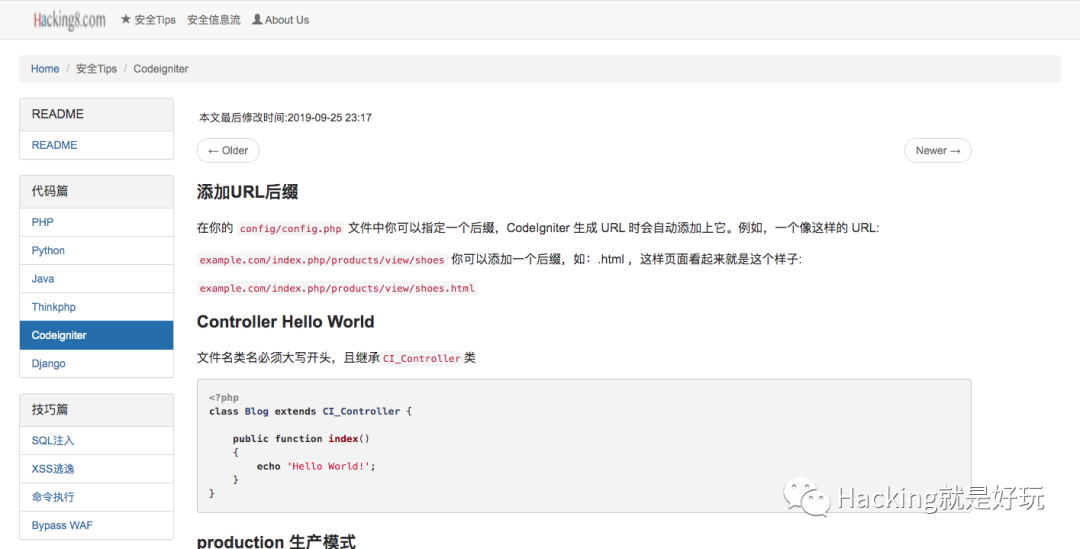 Hacking8.com ★ 安全Tips 安全信息流 About Us
Home / 安全Tips / Codeigniter
README
README
代码篇
PHP
Python
Java
Thinkphp
Codeigniter
Django
技巧篇
SQL注入
XSS逃逸
命令执行
Bypass WAF
本文最后修改时间:2019-09-25 23:17
← Older
Newer →
添加URL后缀
在你的 config/config.php 文件中你可以指定一个后缀，CodeIgniter 生成 URL 时会自动添加上它。例如，一个像这样的 URL:
example.com/index.php/products/view/shoes 你可以添加一个后缀，如：.html ，这样页面看起来就是这个样子:
example.com/index.php/products/view/shoes.html
Controller Hello World
文件名类名必须大写开头，且继承 CI_Controller 类
<?php
class Blog extends CI_Controller {
public function index()
{
echo 'Hello World!';
}
}
production 生产模式
Hacking就是好玩